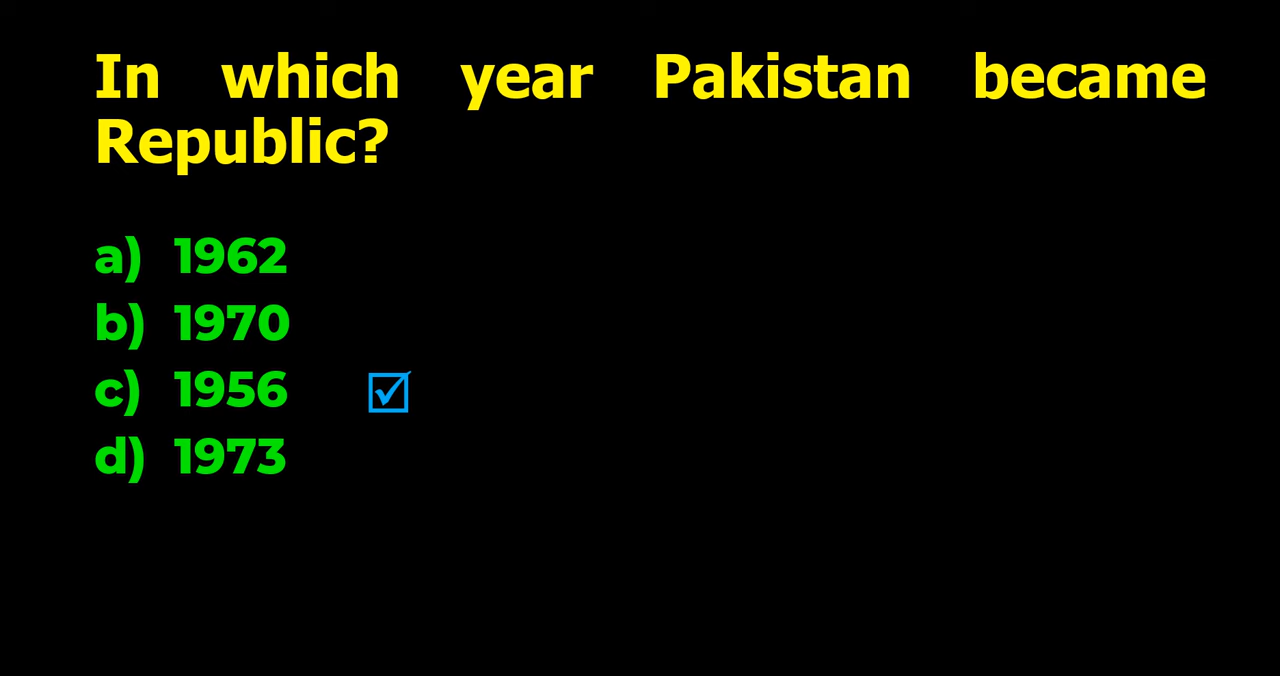 In which year Pakistan became
Republic?
a) 1962
b) 1970
c) 1956 ☑
d) 1973